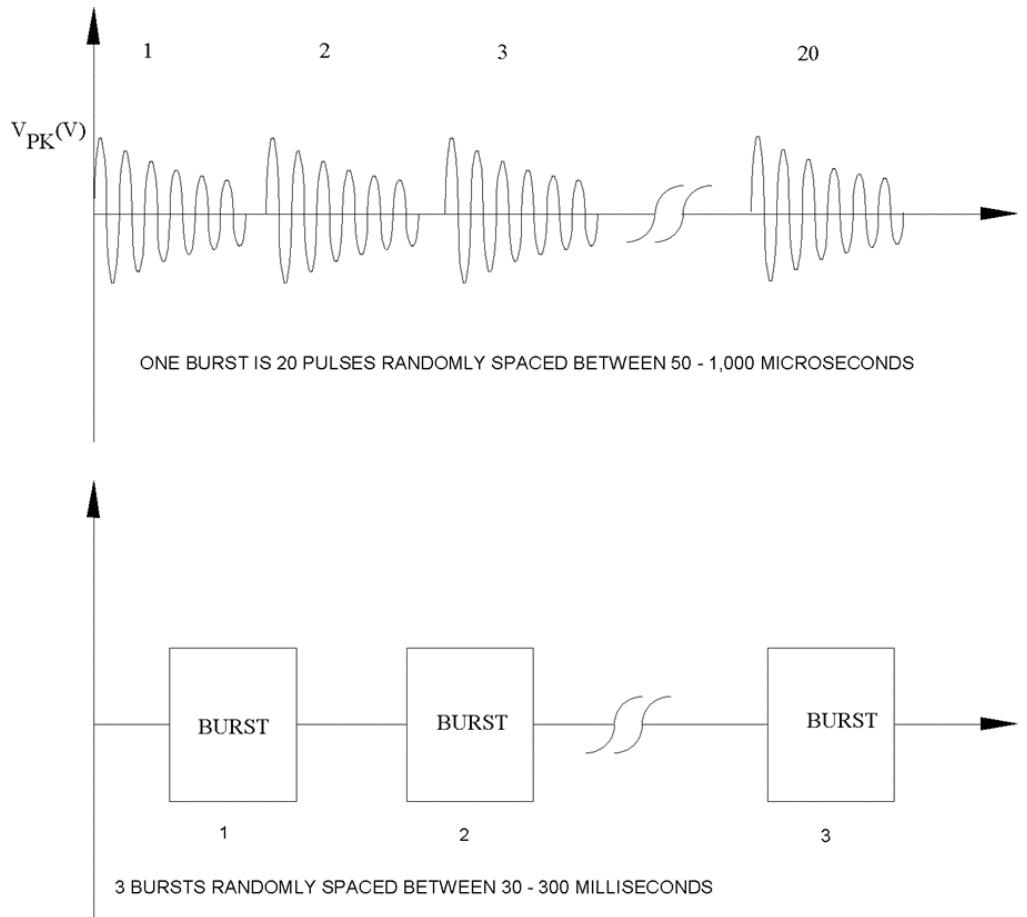 1 2 3 20
V_PK(V)
ONE BURST IS 20 PULSES RANDOMLY SPACED BETWEEN 50 - 1,000 MICROSECONDS
BURST BURST BURST
1 2 3
3 BURSTS RANDOMLY SPACED BETWEEN 30 - 300 MILLISECONDS